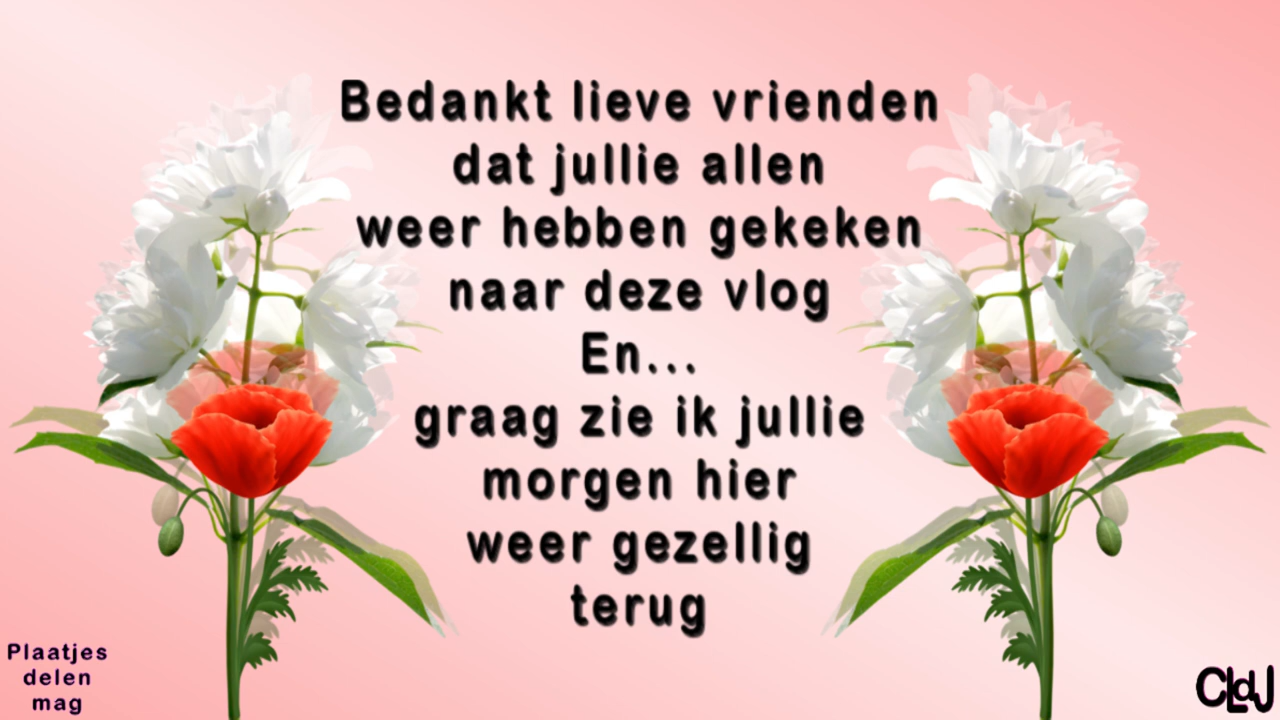 Bedankt lieve vrienden
dat jullie allen
weer hebben gekeken
naar deze vlog
En...
graag zie ik jullie
morgen hier
weer gezellig
terug
Plaatjes
delen
mag
CLdJ